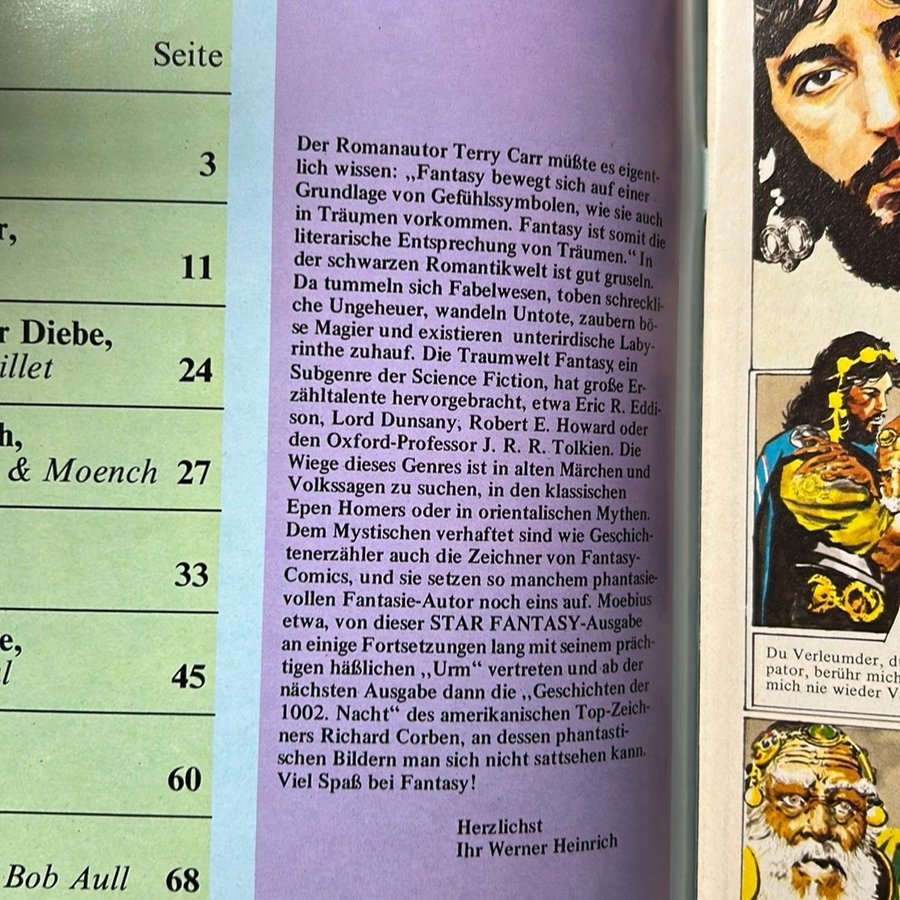 Seite
3
r,
11
r Diebe,
illet 24
h,
& Moench 27
33
e,
l 45
60
Bob Aull 68
Der Romanautor Terry Carr müßte es eigent-
lich wissen: „Fantasy bewegt sich auf einer
Grundlage von Gefühlssymbolen, wie sie auch
in Träumen vorkommen. Fantasy ist somit die
literarische Entsprechung von Träumen.“ In
der schwarzen Romantikwelt ist gut gruseln.
Da tummeln sich Fabelwesen, toben schreckli-
che Ungeheuer, wandeln Untote, zaubern bö-
se Magier und existieren unterirdische Laby-
rinthe zuhauf. Die Traumwelt Fantasy, ein
Subgenre der Science Fiction, hat große Er-
zähltalente hervorgebracht, etwa Eric R. Eddi-
son, Lord Dunsany, Robert E. Howard oder
den Oxford-Professor J. R. R. Tolkien. Die
Wiege dieses Genres ist in alten Märchen und
Volkssagen zu suchen, in den klassischen
Epen Homers oder in orientalischen Mythen.
Dem Mystischen verhaftet sind wie Geschich-
tenerzähler auch die Zeichner von Fantasy-
Comics, und sie setzen so manchem phantasie-
vollen Fantasie-Autor noch eins auf. Moebius
etwa, von dieser STAR FANTASY-Ausgabe
an einige Fortsetzungen lang mit seinem präch-
tigen häßlichen „Urm“ vertreten und ab der
nächsten Ausgabe dann die „Geschichten der
1002. Nacht“ des amerikanischen Top-Zeich-
ners Richard Corben, an dessen phantasti-
schen Bildern man sich nicht sattsehen kann.
Viel Spaß bei Fantasy!
Herzlichst
Ihr Werner Heinrich
Du Verleumder, d
pator, berühr mich
mich nie wieder V